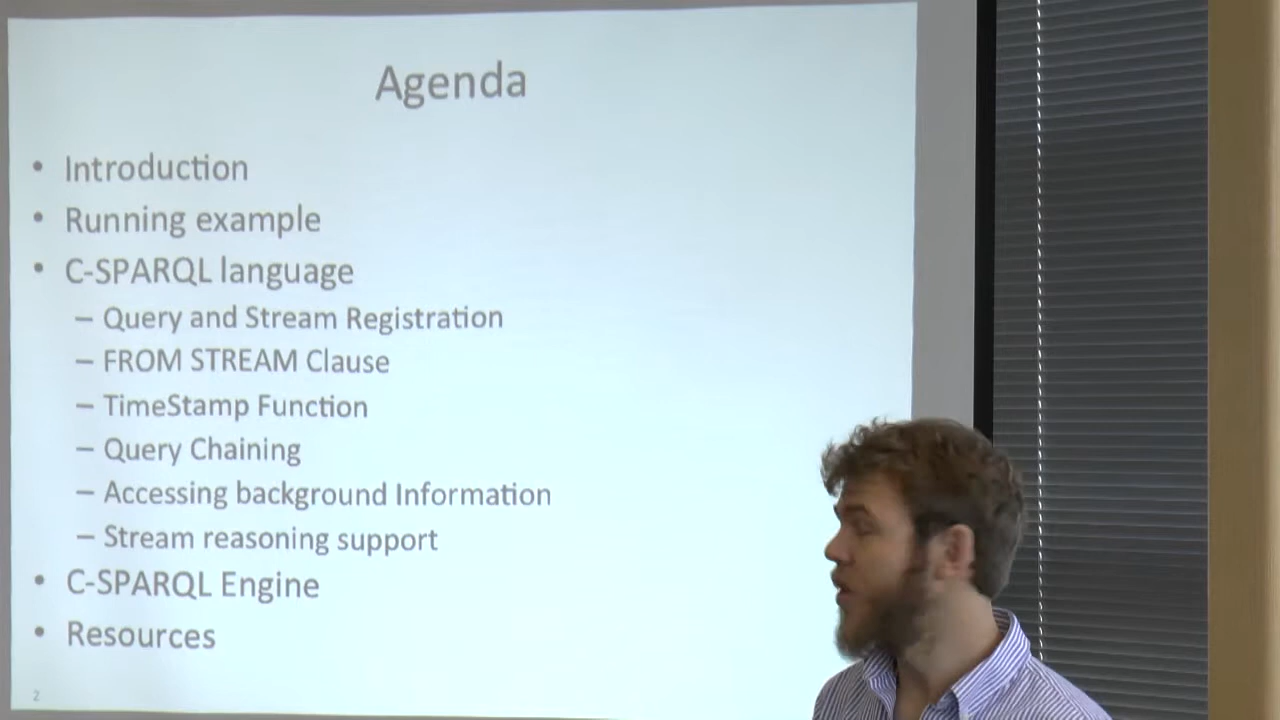 Agenda
• Introduction
• Running example
• C-SPARQL language
– Query and Stream Registration
– FROM STREAM Clause
– TimeStamp Function
– Query Chaining
– Accessing background Information
– Stream reasoning support
• C-SPARQL Engine
• Resources
2